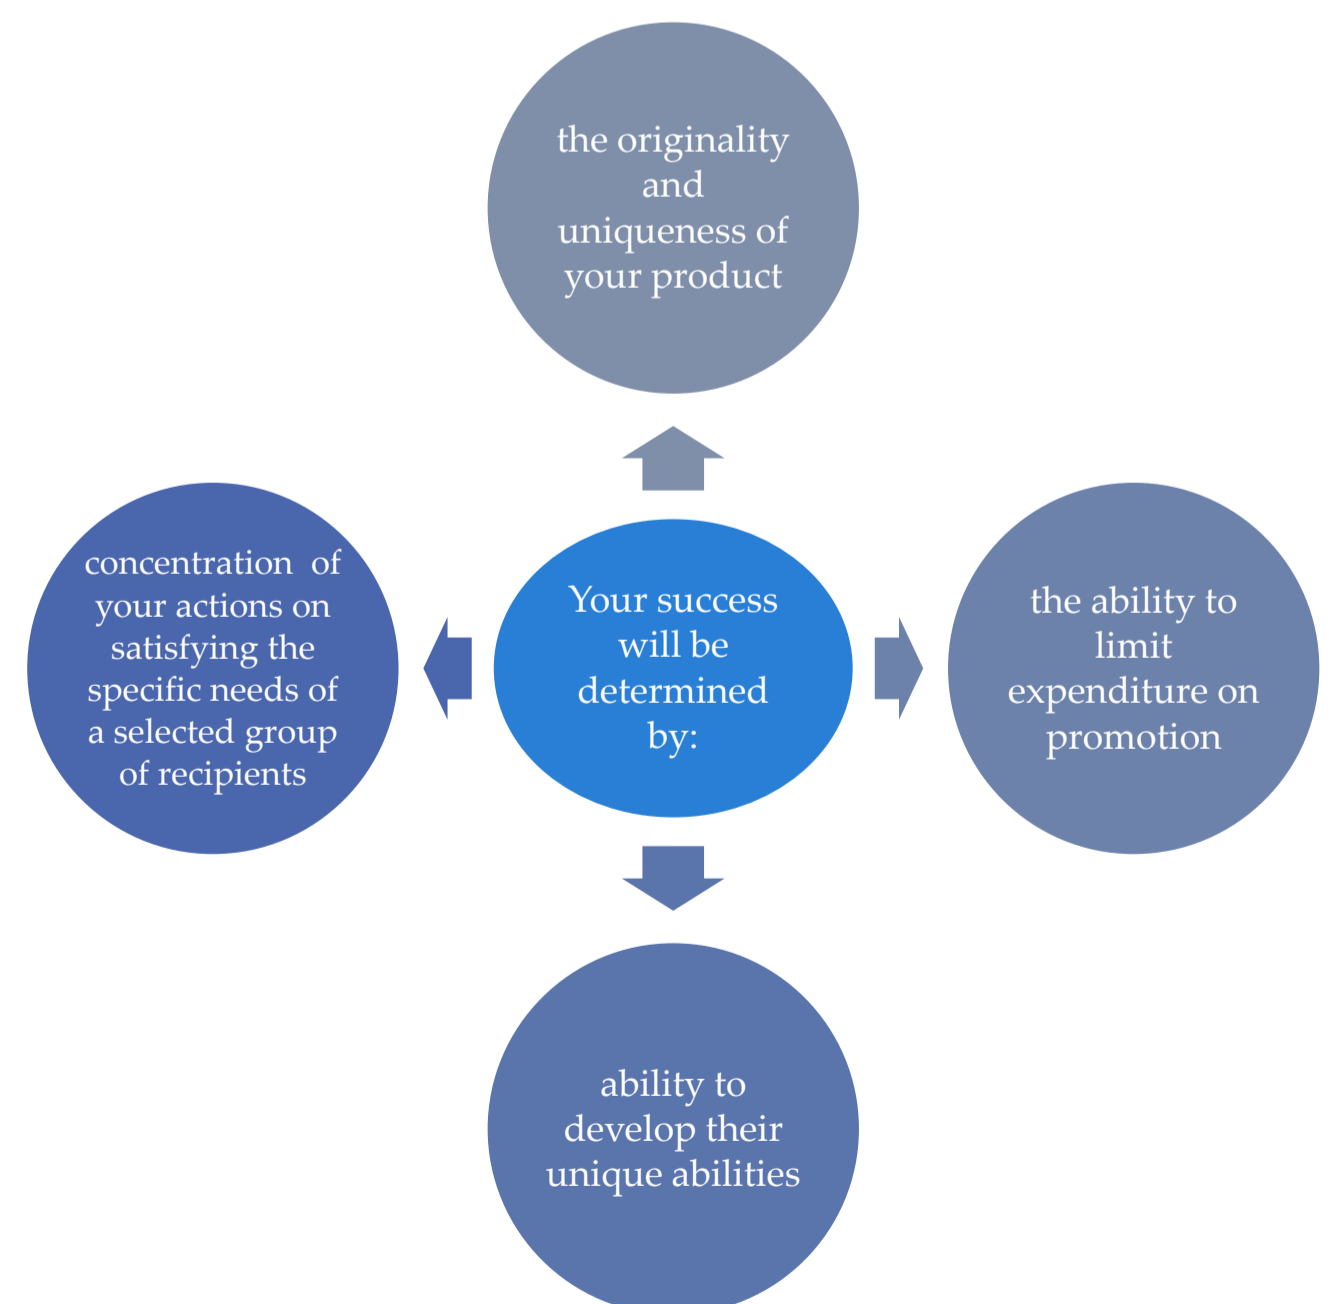 the originality
and
uniqueness of
your product
concentration of
your actions on
satisfying the
specific needs of
a selected group
of recipients
Your success
will be
determined
by:
the ability to
limit
expenditure on
promotion
ability to
develop their
unique abilities